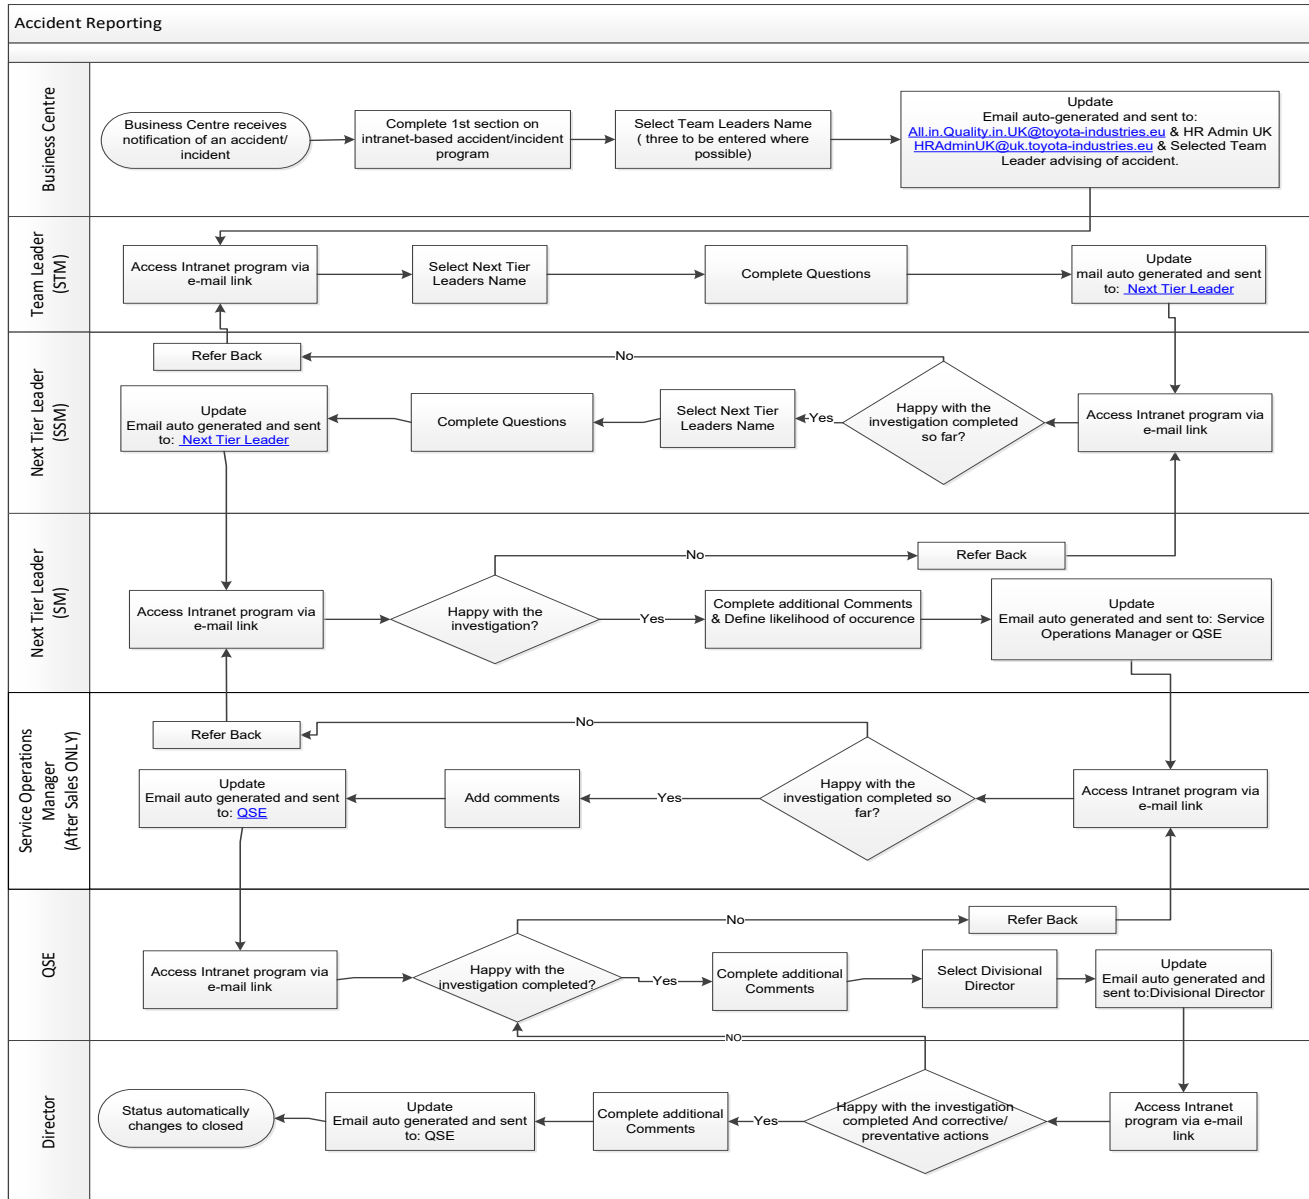 Accident Reporting
Business Centre
Business Centre receives
notification of an accident/
incident
Complete 1st section on
intranet-based accident/incident
program
Select Team Leaders Name
( three to be entered where
possible)
Update
Email auto-generated and sent to:
All.in.Quality.in.UK@toyota-industries.eu & HR Admin UK
HRAdminUK@uk.toyota-industries.eu & Selected Team
Leader advising of accident.
Team Leader
(STM)
Access Intranet program via
e-mail link
Select Next Tier
Leaders Name
Complete Questions
Update
mail auto generated and sent
to: Next Tier Leader
Next Tier Leader
(SSM)
Refer Back
No
Update
Email auto generated and sent
to: Next Tier Leader
Complete Questions
Select Next Tier
Leaders Name
Yes
Happy with the
investigation completed
so far?
Access Intranet program via
e-mail link
Next Tier Leader
(SM)
No
Refer Back
Access Intranet program via
e-mail link
Happy with the
investigation?
Yes
Complete additional Comments
& Define likelihood of occurence
Update
Email auto generated and sent to: Service
Operations Manager or QSE
Service Operations
Manager
(After Sales ONLY)
Refer Back
No
Update
Email auto generated and sent
to: QSE
Add comments
Yes
Happy with the
investigation completed so
far?
Access Intranet program via
e-mail link
QSE
No
Refer Back
Access Intranet program via
e-mail link
Happy with the
investigation completed?
Yes
Complete additional
Comments
Select Divisional
Director
Update
Email auto generated and
sent to:Divisional Director
NO
Director
Status automatically
changes to closed
Update
Email auto generated and sent
to: QSE
Complete additional
Comments
Yes
Happy with the investigation
completed And corrective/
preventative actions
Access Intranet
program via e-mail
link